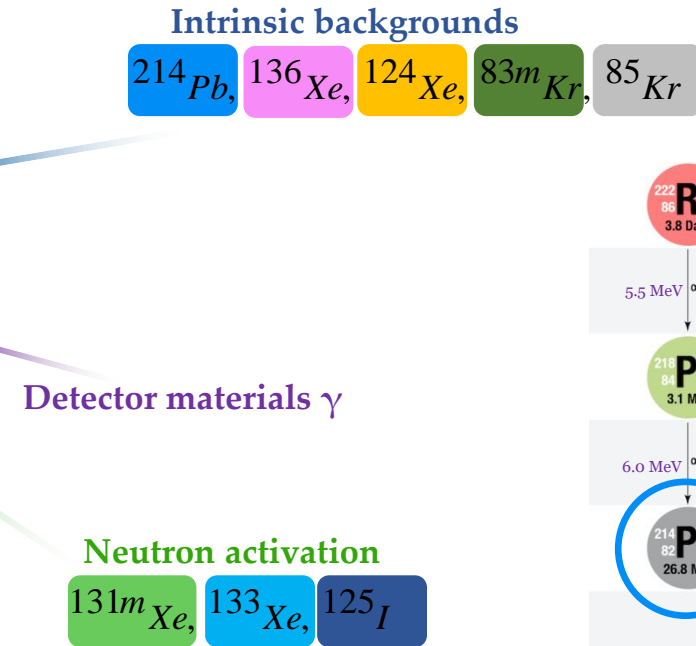 Intrinsic backgrounds
214Pb, 136Xe, 124Xe, 83mKr, 85Kr
222
86
R
3.8 Da
5.5 MeV
218
84
P
3.1 M
Detector materials γ
6.0 MeV
214
82
P
26.8 M
Neutron activation
131mXe, 133Xe, 125I